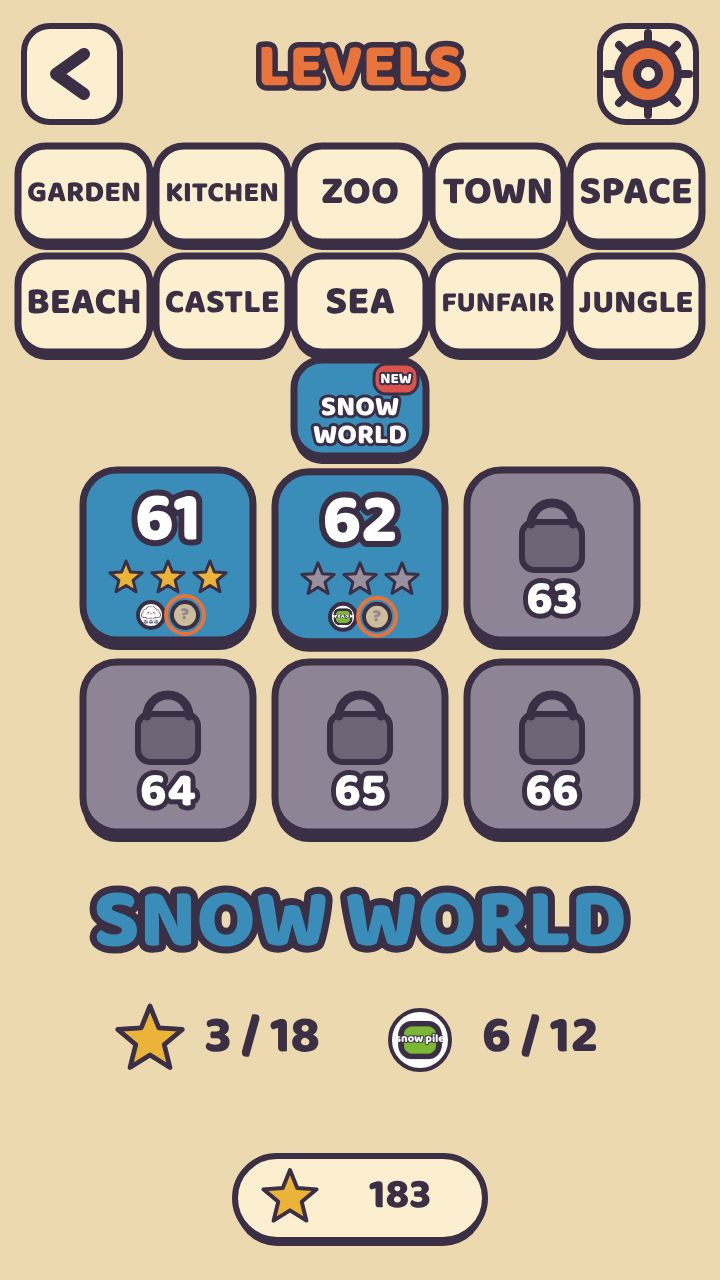 LEVELS
GARDEN KITCHEN ZOO TOWN SPACE
BEACH CASTLE SEA FUNFAIR JUNGLE
NEW
SNOW
WORLD
61 62 63
? ?
64 65 66
SNOW WORLD
3 / 18 snow pile 6 / 12
183